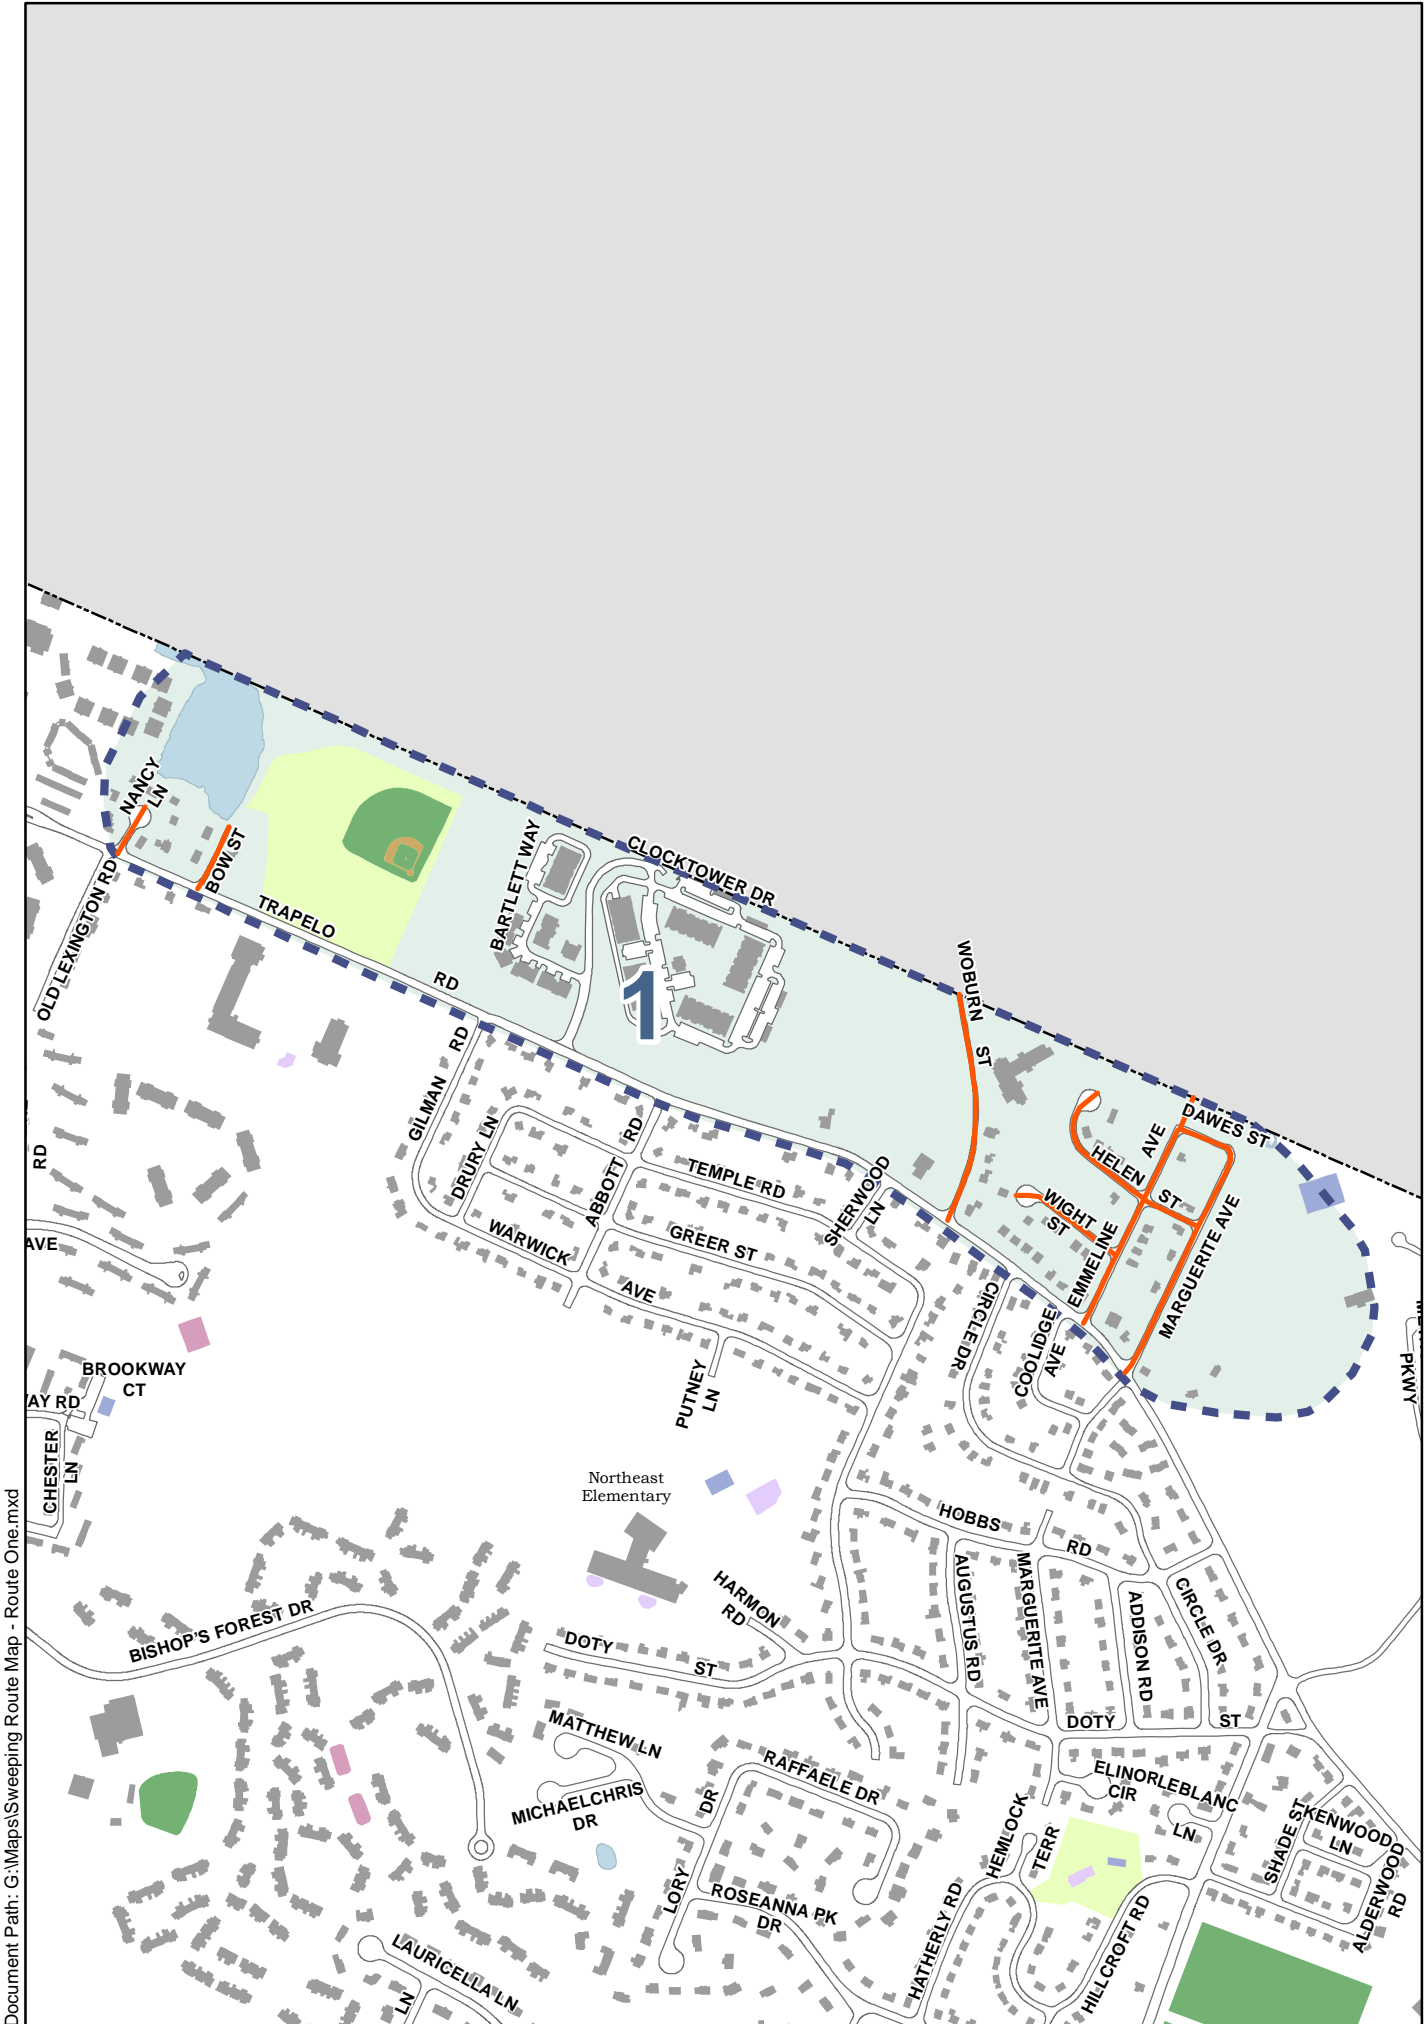 NANCY
LN
BOW ST
OLD LEXINGTON RD
TRAPELO
RD
BARTLETT WAY
CLOCKTOWER DR
1
WOBURN
ST
DAWES ST
AVE
HELEN
ST
WIGHT
ST
EMMELINE
MARGUERITE AVE
GILMAN
RD
DRURY LN
ABBOTT
RD
TEMPLE RD
SHERWOOD
LN
WARWICK
AVE
GREER ST
CIRCLE DR
COOLIDGE
AVE
PUTNEY
LN
RD
AVE
BROOKWAY
CT
AY RD
CHESTER
LN
PKWY
Northeast
Elementary
HOBBS
RD
HARMON
RD
AUGUSTUS RD
MARGUERITE AVE
ADDISON RD
CIRCLE DR
BISHOP'S FOREST DR
DOTY
ST
DOTY
ST
MATTHEW LN
MICHAELCHRIS
DR
RAFFAELE DR
LORY
DR
ROSEANNA PK
DR
ELINORLEBLANC
CIR
LN
HEMLOCK
TERR
SHADE ST
KENWOOD
LN
ALDERWOOD
RD
HATHERLY RD
HILLCROFT RD
LAURICELLA LN
LN
Document Path: G:\Maps\Sweeping Route Map - Route One.mxd